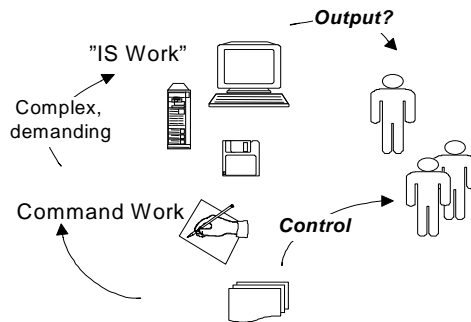 Output?
”IS Work”
Complex,
demanding
Command Work
Control